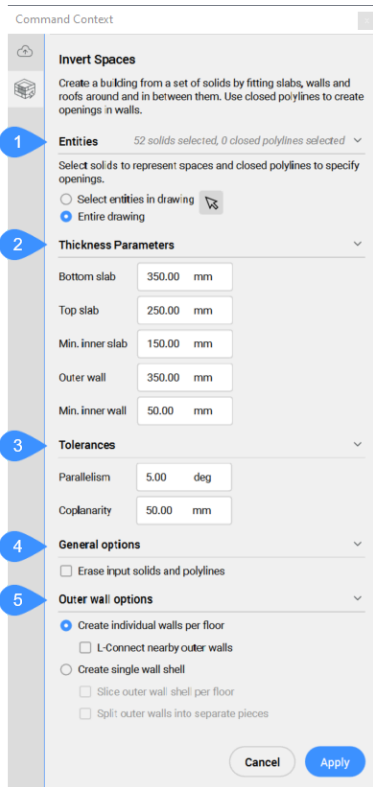 Command Context
Invert Spaces
Create a building from a set of solids by fitting slabs, walls and
roofs around and in between them. Use closed polylines to create
openings in walls.
1
Entities 52 solids selected, 0 closed polylines selected
Select solids to represent spaces and closed polylines to specify
openings.
Select entities in drawing
Entire drawing
2
Thickness Parameters
Bottom slab 350.00 mm
Top slab 250.00 mm
Min. inner slab 150.00 mm
Outer wall 350.00 mm
Min. inner wall 50.00 mm
3
Tolerances
Parallelism 5.00 deg
Coplanarity 50.00 mm
4
General options
Erase input solids and polylines
5
Outer wall options
Create individual walls per floor
L-Connect nearby outer walls
Create single wall shell
Slice outer wall shell per floor
Split outer walls into separate pieces
Cancel Apply